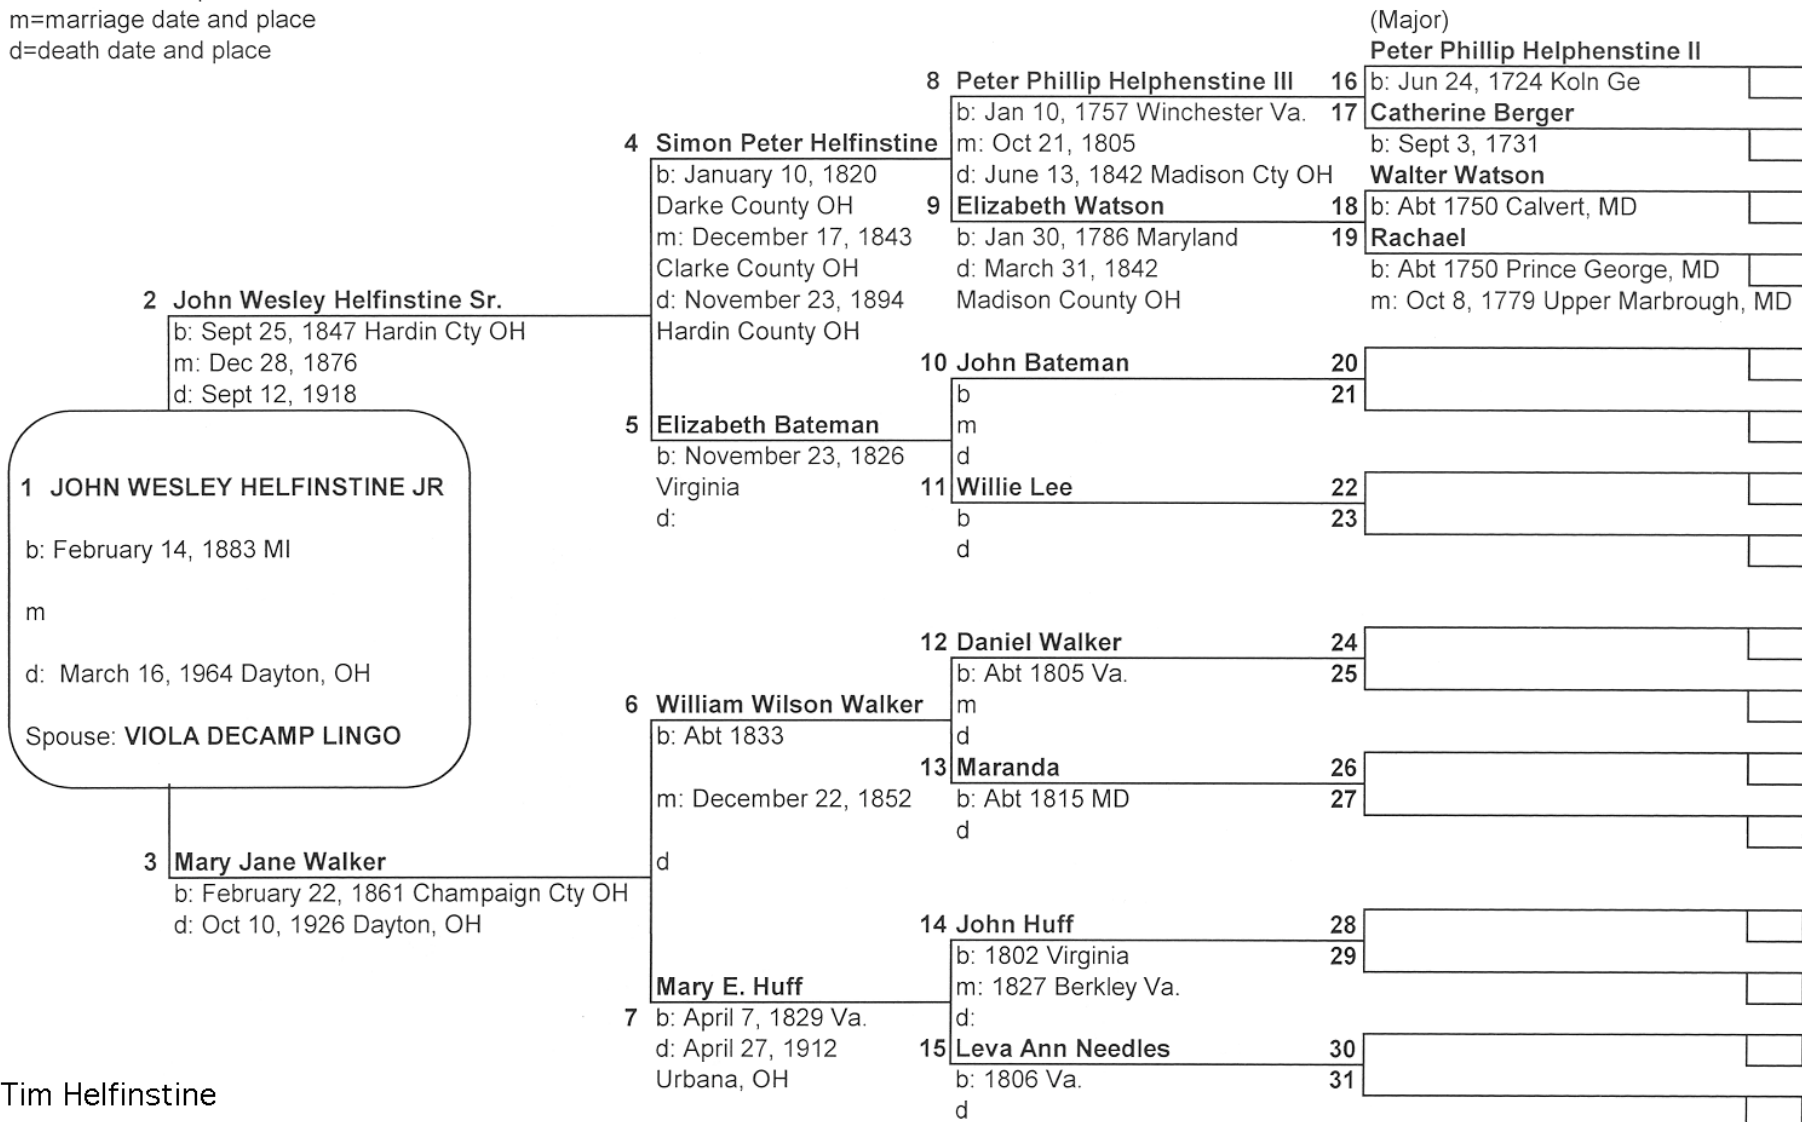 m=marriage date and place
d=death date and place
1 JOHN WESLEY HELFINSTINE JR
b: February 14, 1883 MI
m
d: March 16, 1964 Dayton, OH
Spouse: VIOLA DECAMP LINGO
2 John Wesley Helfinstine Sr.
b: Sept 25, 1847 Hardin Cty OH
m: Dec 28, 1876
d: Sept 12, 1918
3 Mary Jane Walker
b: February 22, 1861 Champaign Cty OH
d: Oct 10, 1926 Dayton, OH
4 Simon Peter Helfinstine
b: January 10, 1820
Darke County OH
m: December 17, 1843
Clarke County OH
d: November 23, 1894
Hardin County OH
5 Elizabeth Bateman
b: November 23, 1826
Virginia
d:
6 William Wilson Walker
b: Abt 1833
m: December 22, 1852
d
Mary E. Huff
7 b: April 7, 1829 Va.
d: April 27, 1912
Urbana, OH
8 Peter Phillip Helphenstine III
b: Jan 10, 1757 Winchester Va.
m: Oct 21, 1805
d: June 13, 1842 Madison Cty OH
9 Elizabeth Watson
b: Jan 30, 1786 Maryland
d: March 31, 1842
Madison County OH
10 John Bateman
b
m
d
11 Willie Lee
b
d
12 Daniel Walker
b: Abt 1805 Va.
m
d
13 Maranda
b: Abt 1815 MD
d
14 John Huff
b: 1802 Virginia
m: 1827 Berkley Va.
d:
15 Leva Ann Needles
b: 1806 Va.
d
(Major)
Peter Phillip Helphenstine II
16 b: Jun 24, 1724 Koln Ge
17 Catherine Berger
b: Sept 3, 1731
Walter Watson
18 b: Abt 1750 Calvert, MD
19 Rachael
b: Abt 1750 Prince George, MD
m: Oct 8, 1779 Upper Marbrough, MD
20
21
22
23
24
25
26
27
28
29
30
31
Tim Helfinstine